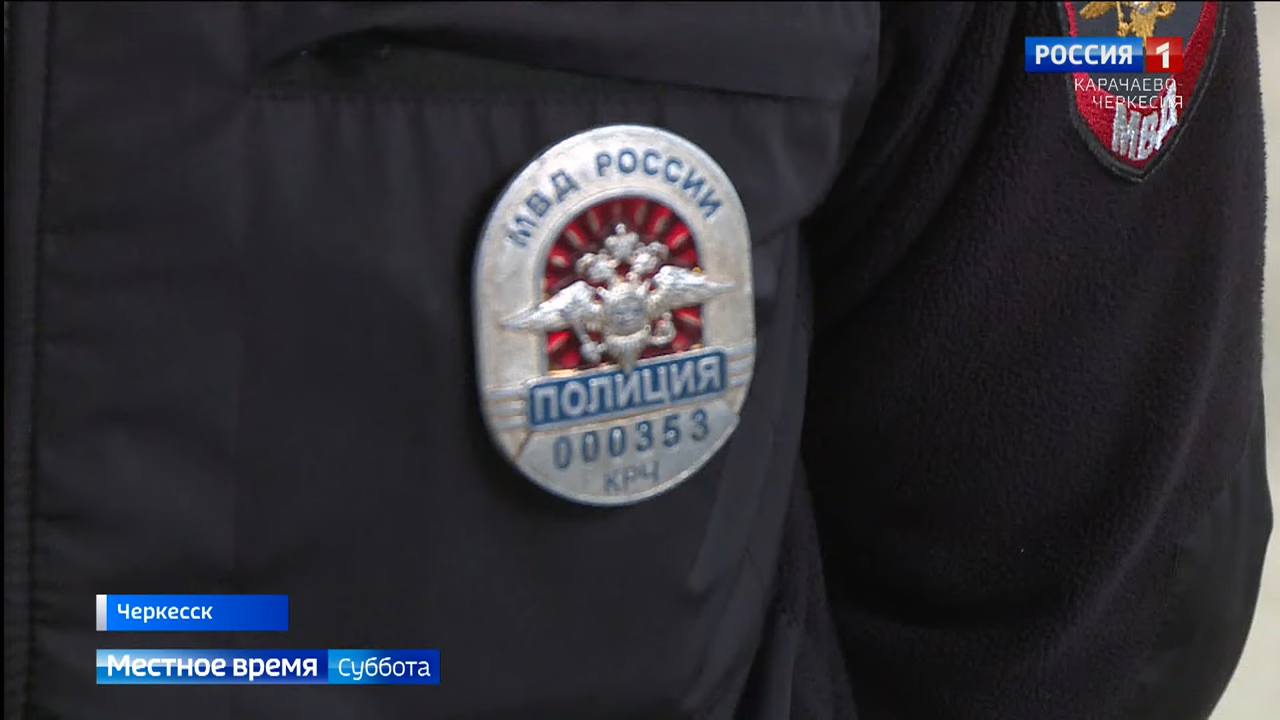 РОССИЯ 1
КАРАЧАЕВО-
ЧЕРКЕСИЯ
МВД
МВД РОССИИ
ПОЛИЦИЯ
000353
КРЧ
Черкесск
Местное время Суббота